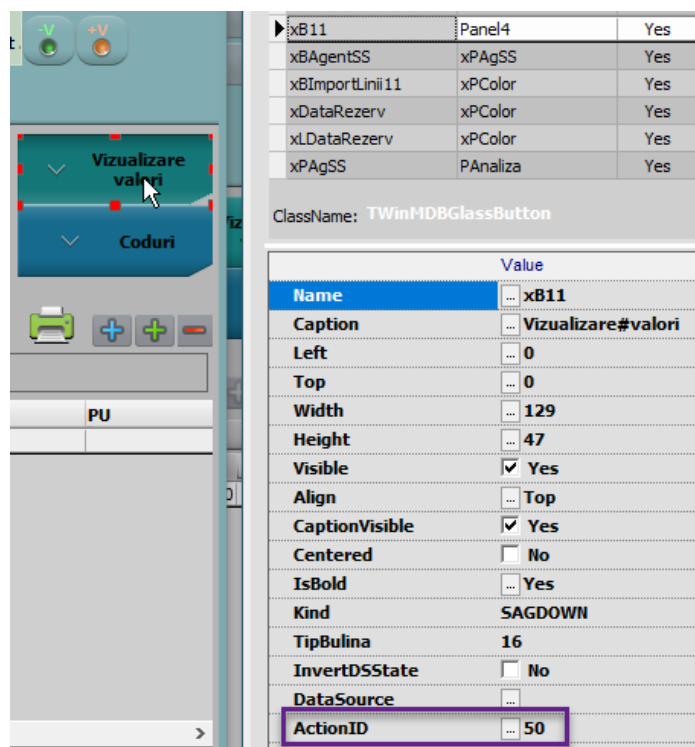 t.
-V
+V
Vizualizare
valori
Coduri
PU
xB11 Panel4 Yes
xBAgentSS xPAgSS Yes
xBImportLinii11 xPColor Yes
xDataRezerv xPColor Yes
xLDataRezerv xPColor Yes
xPAgSS PAnaliza Yes
ClassName: TWinMDBGlassButton
Value
Name ... xB11
Caption ... Vizualizare#valori
Left ... 0
Top ... 0
Width ... 129
Height ... 47
Visible Yes
Align ... Top
CaptionVisible Yes
Centered No
IsBold ... Yes
Kind SAGDOWN
TipBulina 16
InvertDSState No
DataSource ...
ActionID ... 50